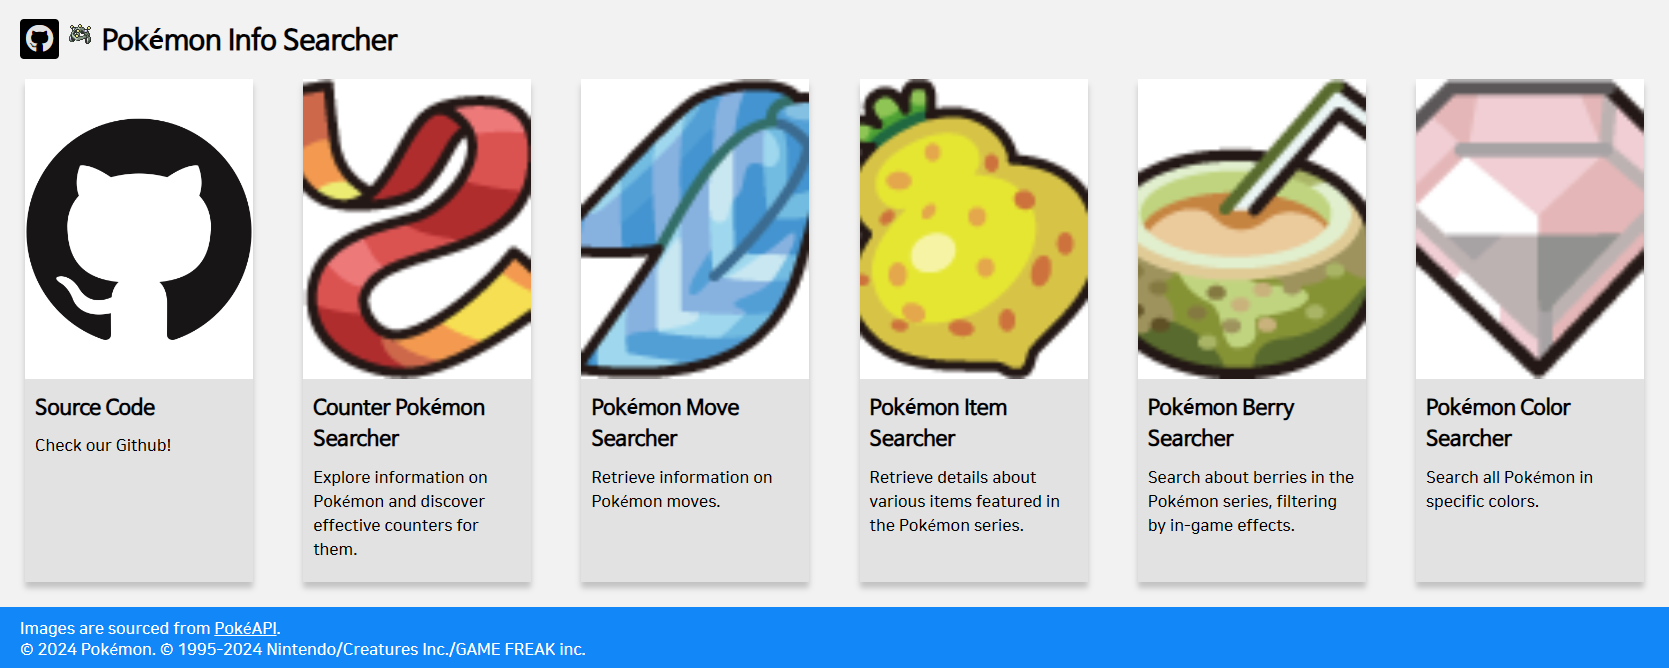 Pokémon Info Searcher
Source Code
Check our Github!
Counter Pokémon
Searcher
Explore information on
Pokémon and discover
effective counters for
them.
Pokémon Move
Searcher
Retrieve information on
Pokémon moves.
Pokémon Item
Searcher
Retrieve details about
various items featured in
the Pokémon series.
Pokémon Berry
Searcher
Search about berries in the
Pokémon series, filtering
by in-game effects.
Pokémon Color
Searcher
Search all Pokémon in
specific colors.
Images are sourced from PokéAPI.
© 2024 Pokémon. © 1995-2024 Nintendo/Creatures Inc./GAME FREAK inc.